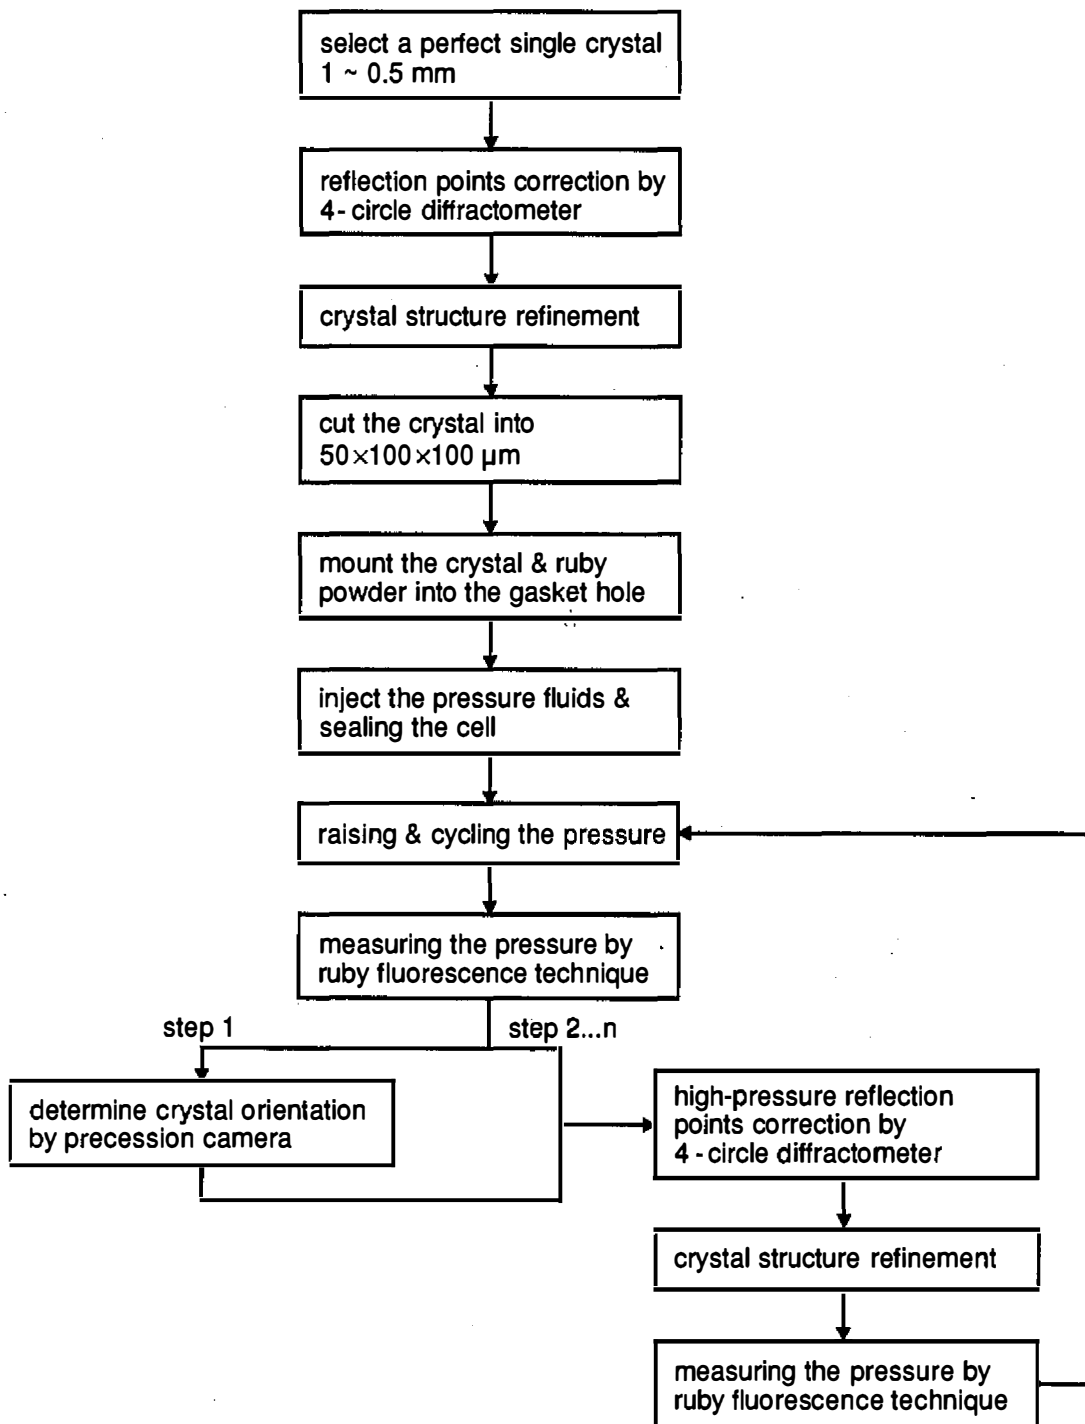 select a perfect single crystal
1 ~ 0.5 mm
reflection points correction by
4 - circle diffractometer
crystal structure refinement
cut the crystal into
50×100×100 µm
mount the crystal & ruby
powder into the gasket hole
inject the pressure fluids &
sealing the cell
raising & cycling the pressure
measuring the pressure by
ruby fluorescence technique
step 1
step 2...n
determine crystal orientation
by precession camera
high-pressure reflection
points correction by
4 - circle diffractometer
crystal structure refinement
measuring the pressure by
ruby fluorescence technique